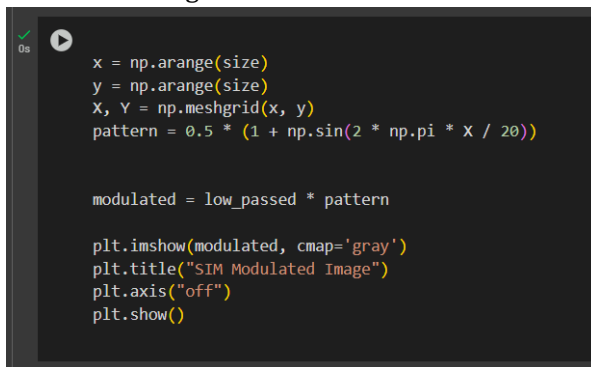 0s
x = np.arange(size)
y = np.arange(size)
X, Y = np.meshgrid(x, y)
pattern = 0.5 * (1 + np.sin(2 * np.pi * X / 20))
modulated = low_passed * pattern
plt.imshow(modulated, cmap='gray')
plt.title("SIM Modulated Image")
plt.axis("off")
plt.show()